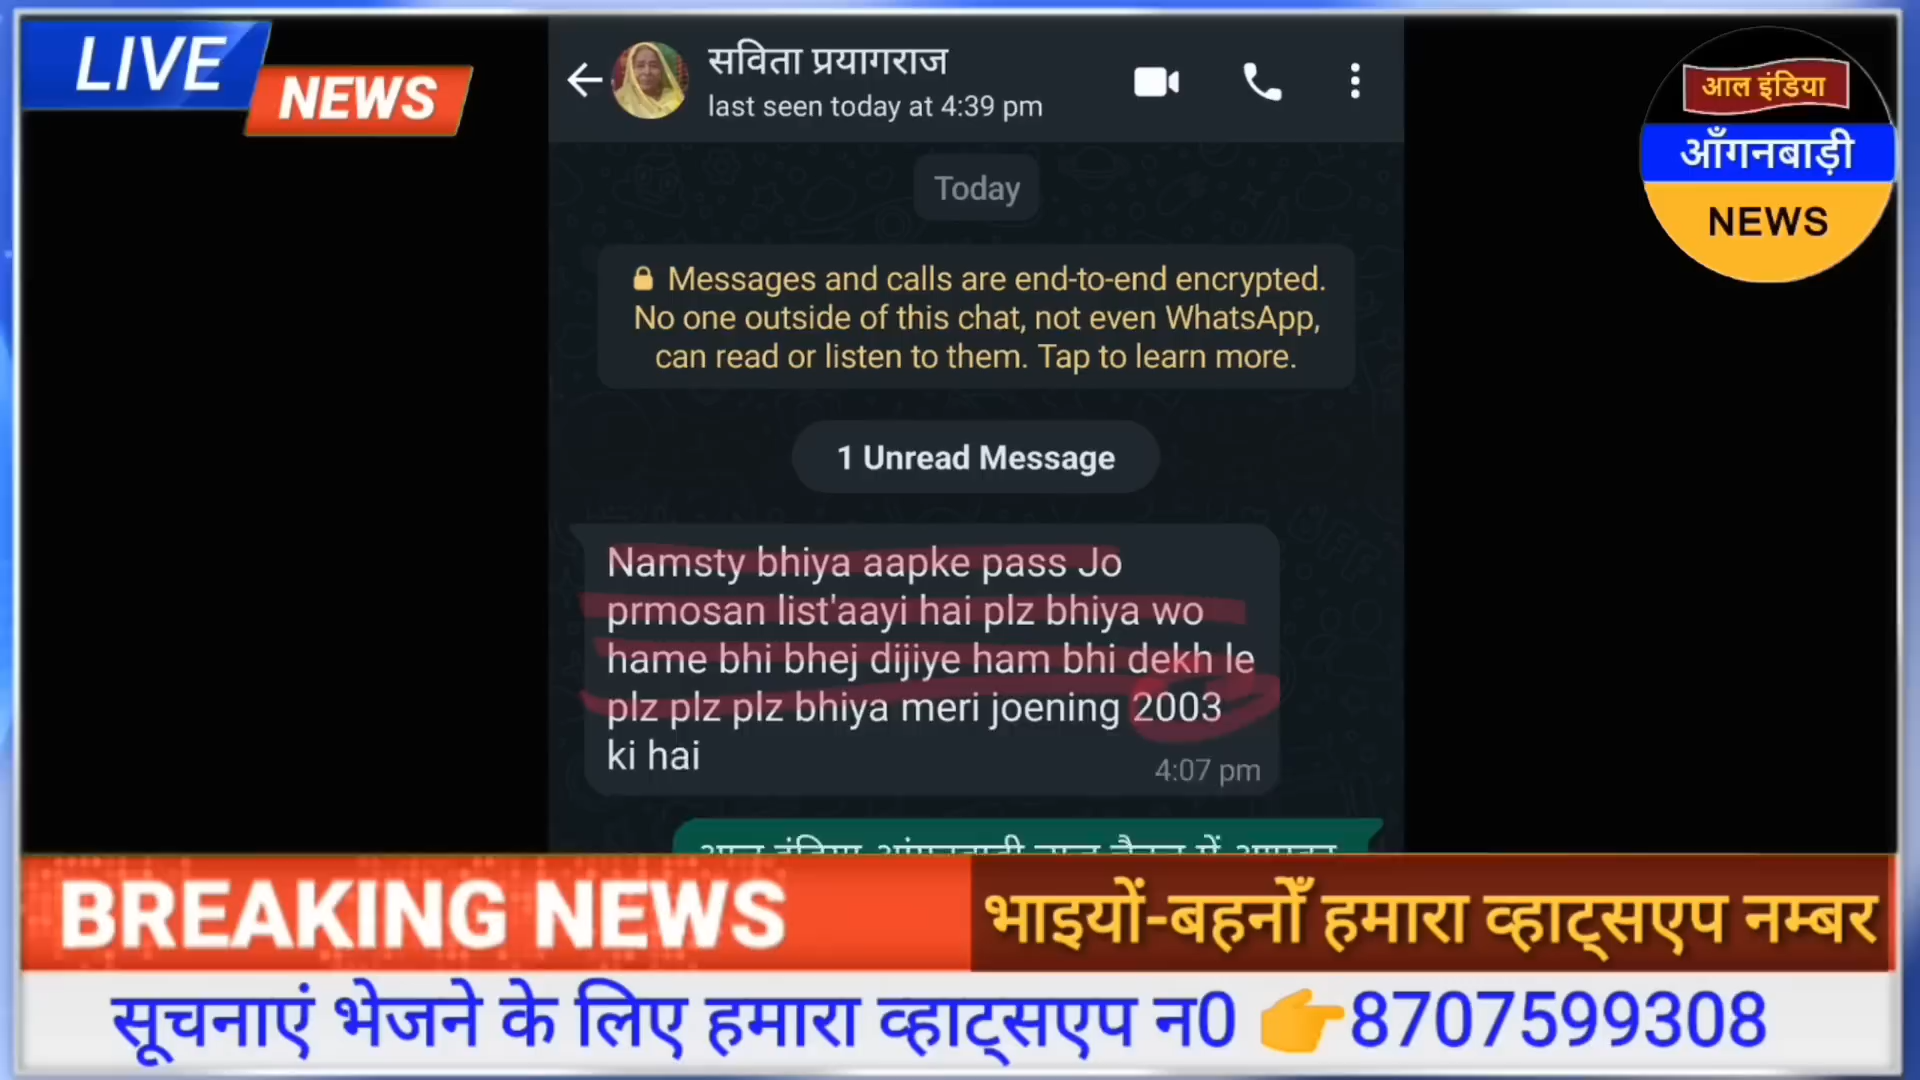 LIVE
NEWS
सविता प्रयागराज
last seen today at 4:39 pm
आल इंडिया
आँगनबाड़ी
NEWS
Today
Messages and calls are end-to-end encrypted.
No one outside of this chat, not even WhatsApp,
can read or listen to them. Tap to learn more.
1 Unread Message
Namsty bhiya aapke pass Jo
prmosan list'aayi hai plz bhiya wo
hame bhi bhej dijiye ham bhi dekh le
plz plz plz bhiya meri joening 2003
ki hai
4:07 pm
BREAKING NEWS
भाइयों-बहनोँ हमारा व्हाट्सएप नम्बर
सूचनाएं भेजने के लिए हमारा व्हाट्सएप न0 👉8707599308